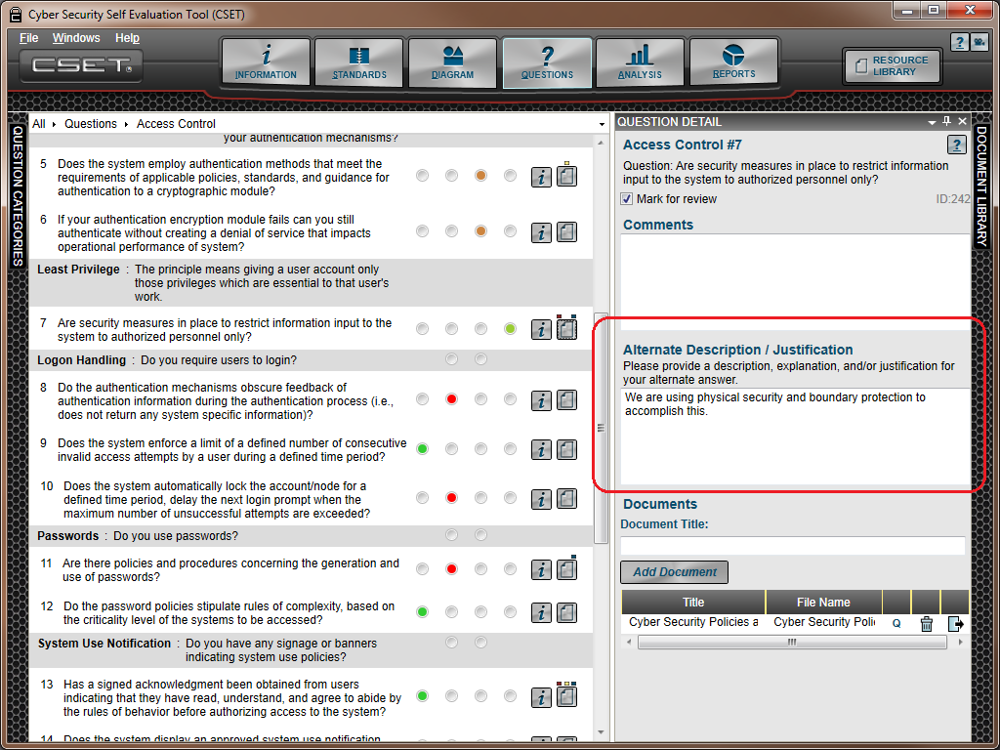 Cyber Security Self Evaluation Tool (CSET)
File Windows Help
CSET
INFORMATION
STANDARDS
DIAGRAM
QUESTIONS
ANALYSIS
REPORTS
RESOURCE
LIBRARY
QUESTION CATEGORIES
All Questions Access Control
your authentication mechanisms?
5 Does the system employ authentication methods that meet the
requirements of applicable policies, standards, and guidance for
authentication to a cryptographic module?
6 If your authentication encryption module fails can you still
authenticate without creating a denial of service that impacts
operational performance of system?
Least Privilege : The principle means giving a user account only
those privileges which are essential to that user's
work.
7 Are security measures in place to restrict information input to the
system to authorized personnel only?
Logon Handling : Do you require users to login?
8 Do the authentication mechanisms obscure feedback of
authentication information during the authentication process (i.e.,
does not return any system specific information)?
9 Does the system enforce a limit of a defined number of consecutive
invalid access attempts by a user during a defined time period?
10 Does the system automatically lock the account/node for a
defined time period, delay the next login prompt when the
maximum number of unsuccessful attempts are exceeded?
Passwords : Do you use passwords?
11 Are there policies and procedures concerning the generation and
use of passwords?
12 Do the password policies stipulate rules of complexity, based on
the criticality level of the systems to be accessed?
System Use Notification : Do you have any signage or banners
indicating system use policies?
13 Has a signed acknowledgment been obtained from users
indicating that they have read, understand, and agree to abide by
the rules of behavior before authorizing access to the system?
14 Does the system display an approved system use notification
QUESTION DETAIL
Access Control #7
Question: Are security measures in place to restrict information
input to the system to authorized personnel only?
Mark for review ID:242
Comments
Alternate Description / Justification
Please provide a description, explanation, and/or justification for
your alternate answer.
We are using physical security and boundary protection to
accomplish this.
Documents
Document Title:
Add Document
Title File Name
Cyber Security Policies a Cyber Security Poli Q
DOCUMENT LIBRARY